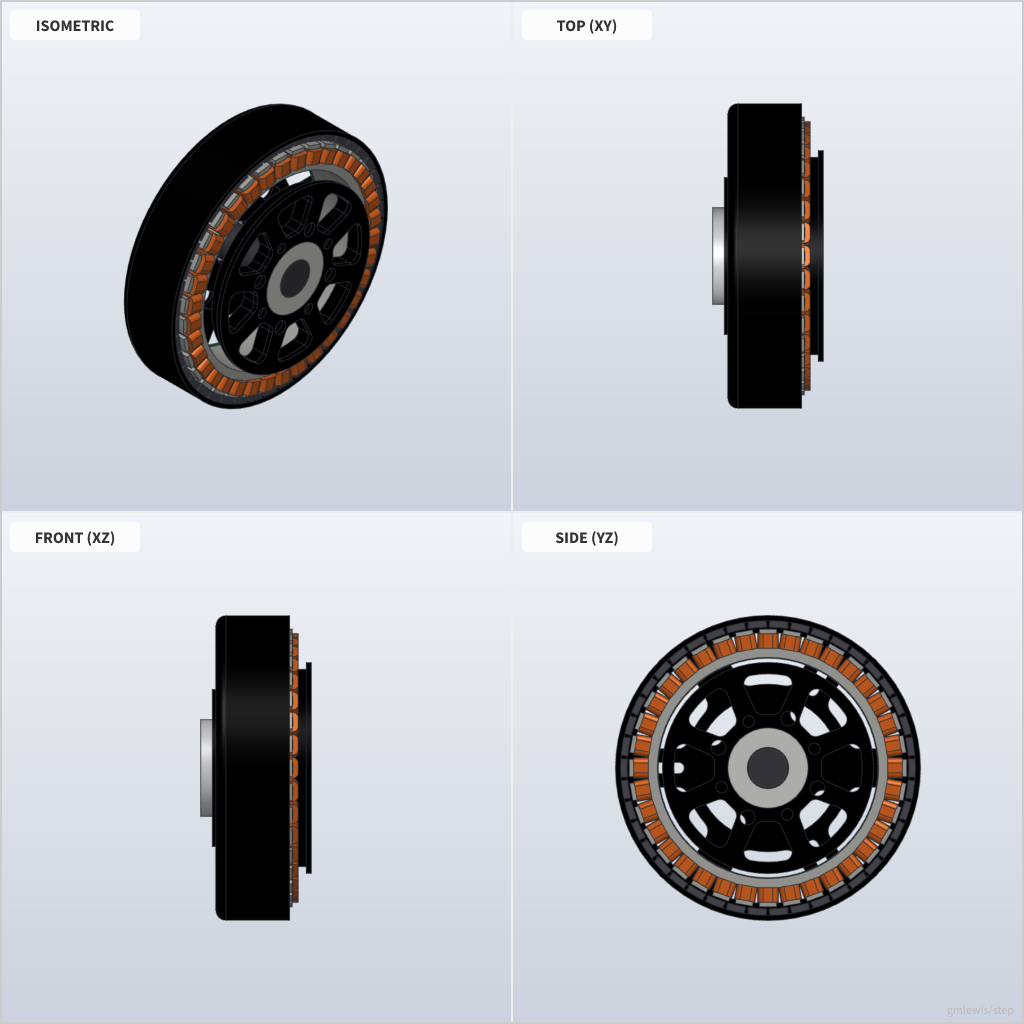 ISOMETRIC
TOP (XY)
FRONT (XZ)
SIDE (YZ)
gmlewis/step